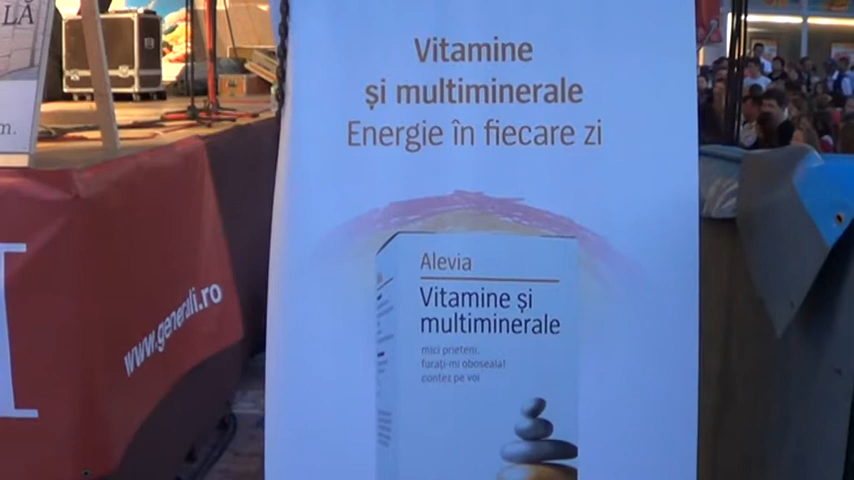 LĂ
m.
www.generali.ro
Vitamine
și multiminerale
Energie în fiecare zi
Alevia
Vitamine și
multiminerale
mici prieteni,
furați-mi oboseala!
contez pe voi